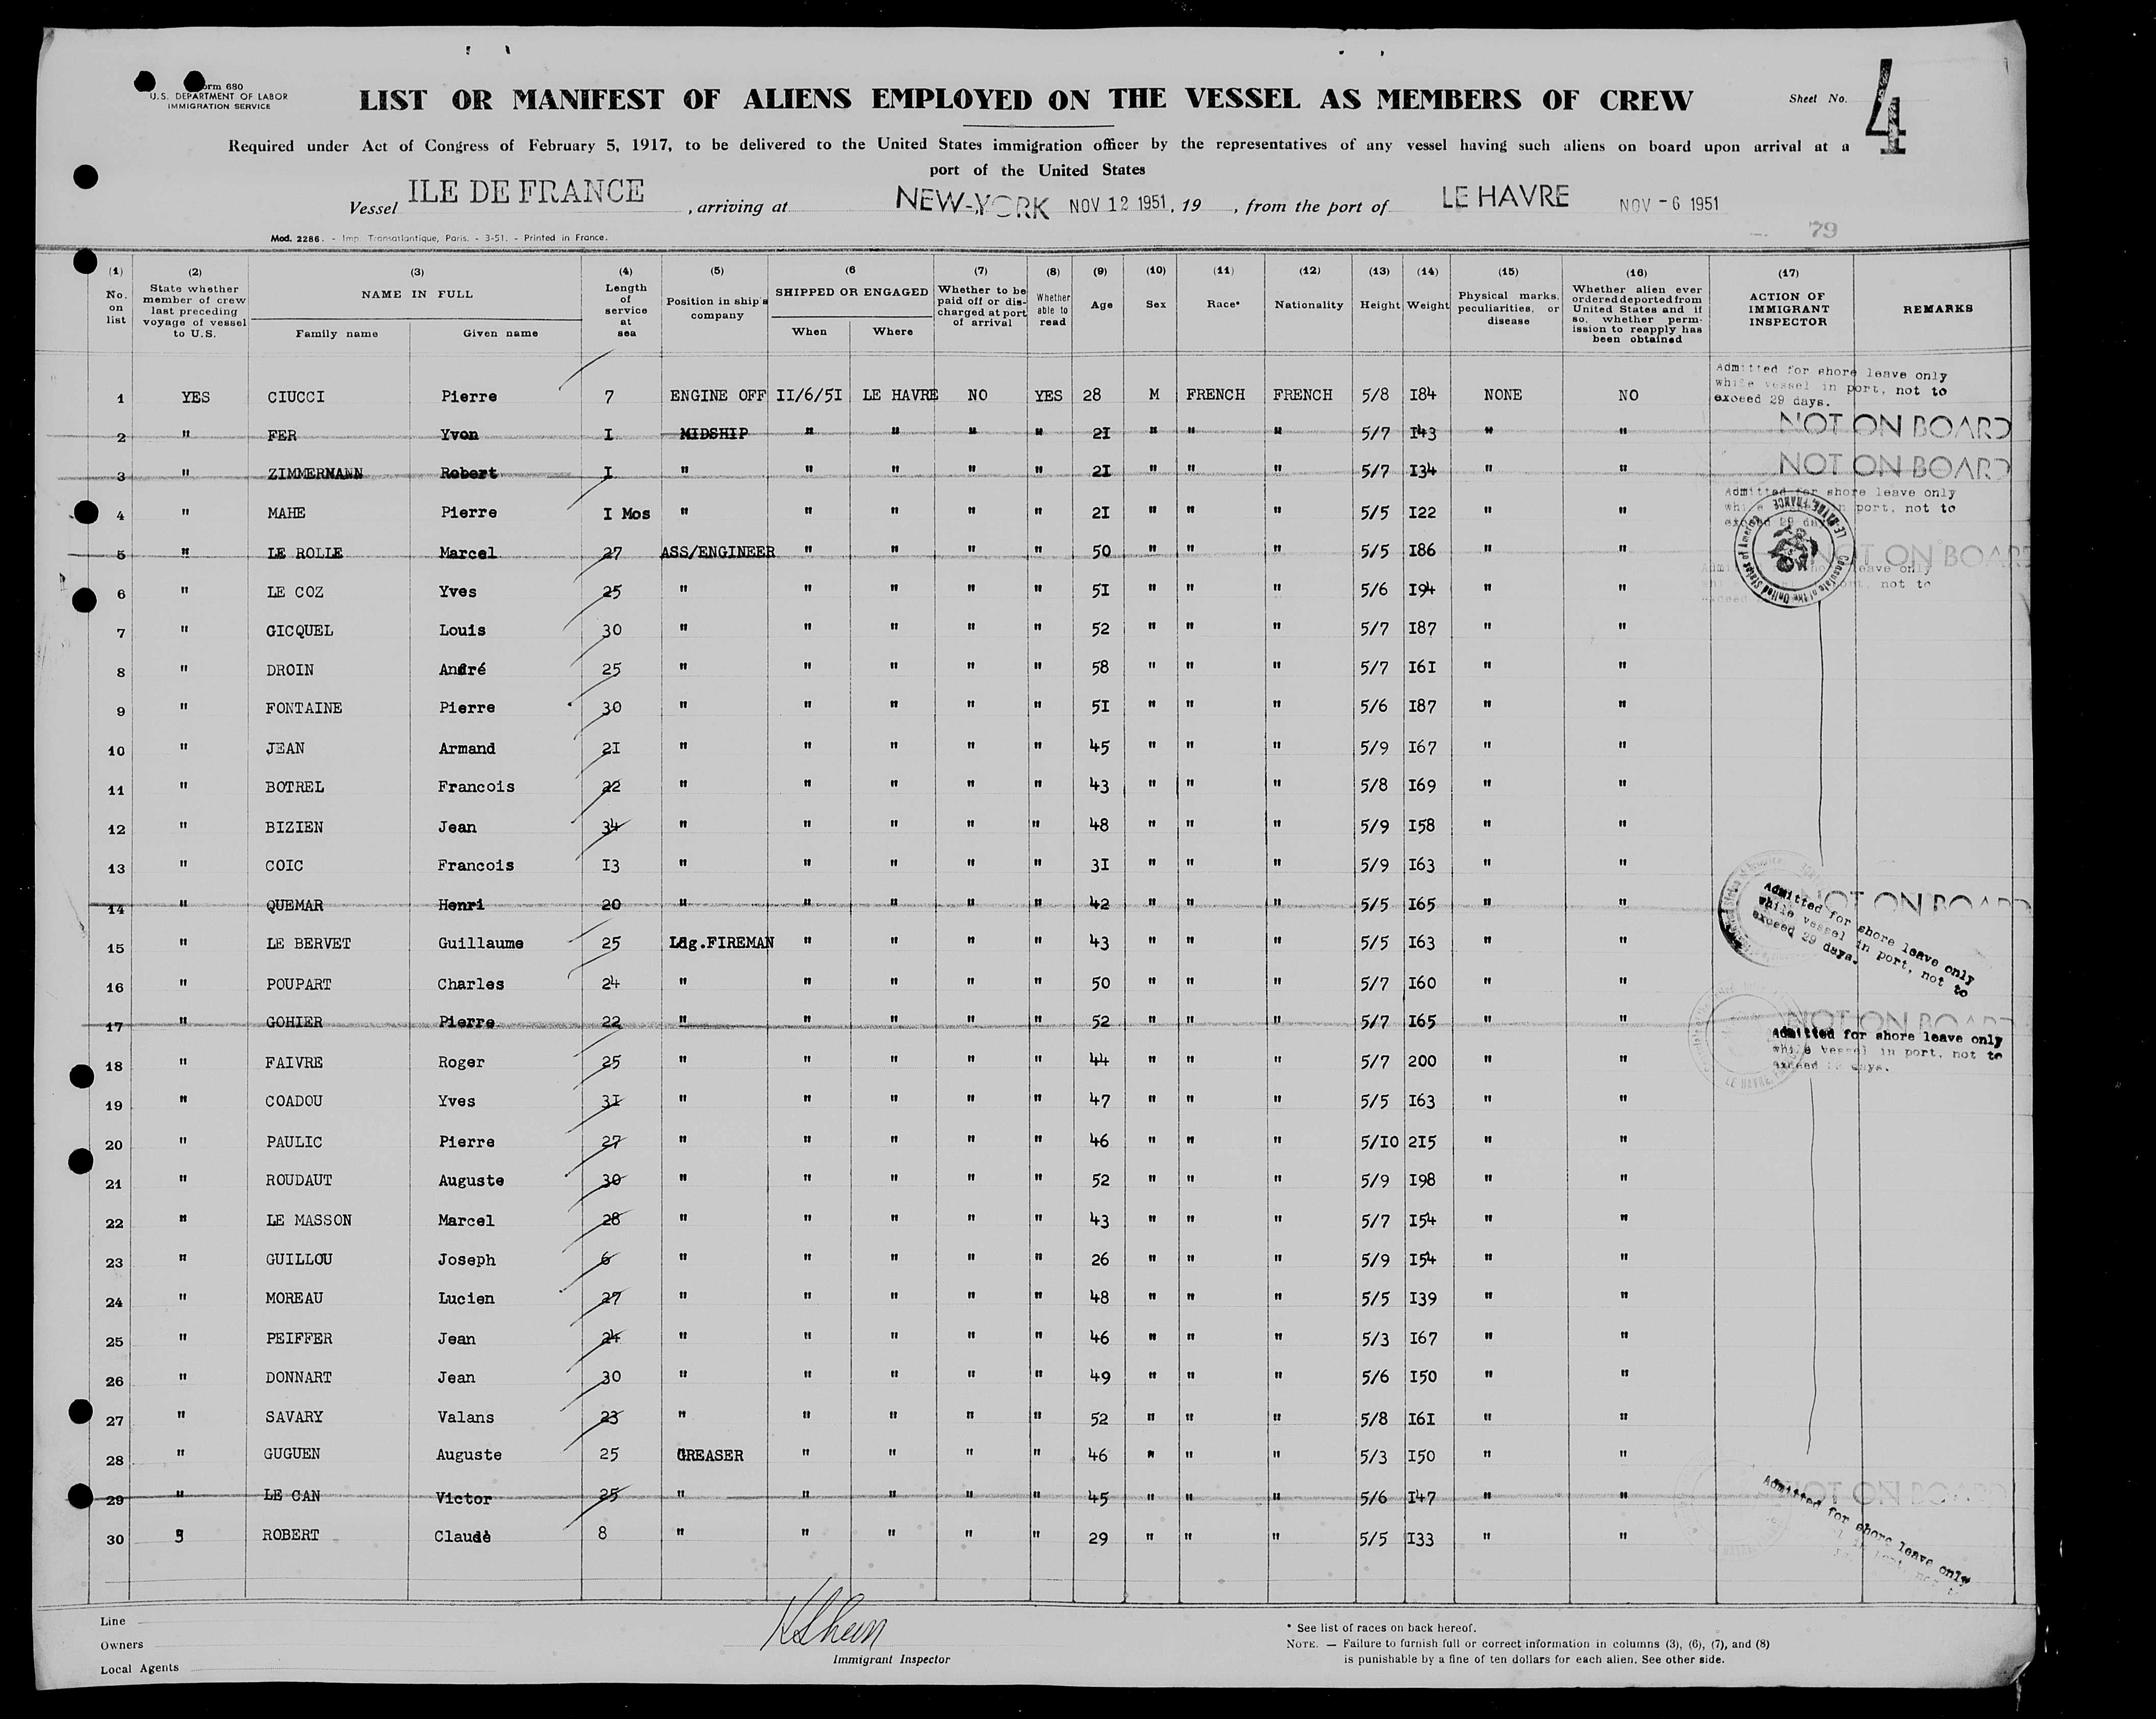 Form 680
U.S. DEPARTMENT OF LABOR
IMMIGRATION SERVICE
LIST OR MANIFEST OF ALIENS EMPLOYED ON THE VESSEL AS MEMBERS OF CREW
Sheet No. 4
Required under Act of Congress of February 5, 1917, to be delivered to the United States immigration officer by the representatives of any vessel having such aliens on board upon arrival at a
port of the United States
Vessel ILE DE FRANCE , arriving at NEW-YORK NOV 12 1951, 19 , from the port of LE HAVRE NOV -6 1951
79
Mod. 2286. - Imp. Transatlantique, Paris. - 3-51. - Printed in France.
(1) No. on list
(2) State whether member of crew last preceding voyage of vessel to U.S.
(3) NAME IN FULL Family name Given name
(4) Length of service at sea
(5) Position in ship's company
(6 SHIPPED OR ENGAGED When Where
(7) Whether to be paid off or discharged at port of arrival
(8) Whether able to read
(9) Age
(10) Sex
(11) Race*
(12) Nationality
(13) Height
(14) Weight
(15) Physical marks, peculiarities, or disease
(16) Whether alien ever ordered deported from United States and if so, whether permission to reapply has been obtained
(17) ACTION OF IMMIGRANT INSPECTOR
REMARKS
1 YES CIUCCI Pierre 7 ENGINE OFF II/6/5I LE HAVRE NO YES 28 M FRENCH FRENCH 5/8 I84 NONE NO Admitted for shore leave only while vessel in port, not to exceed 29 days.
2 " FER Yvon I MIDSHIP " " " " 2I " " " 5/7 I43 " " NOT ON BOARD
3 " ZIMMERMANN Robert I " " " " " 2I " " " 5/7 I34 " " NOT ON BOARD
4 " MAHE Pierre I Mos " " " " " 2I " " " 5/5 I22 " " Admitted for shore leave only
5 " LE ROLLE Marcel 27 ASS/ENGINEER " " " " 50 " " " 5/5 I86 " " NOT ON BOARD
6 " LE COZ Yves 25 " " " " " 5I " " " 5/6 I94 " "
7 " GICQUEL Louis 30 " " " " " 52 " " " 5/7 I87 " "
8 " DROIN André 25 " " " " " 58 " " " 5/7 I6I " "
9 " FONTAINE Pierre 30 " " " " " 5I " " " 5/6 I87 " "
10 " JEAN Armand 2I " " " " " 45 " " " 5/9 I67 " "
11 " BOTREL Francois 22 " " " " " 43 " " " 5/8 I69 " "
12 " BIZIEN Jean 34 " " " " " 48 " " " 5/9 I58 " "
13 " COIC Francois I3 " " " " " 3I " " " 5/9 I63 " "
14 " QUEMAR Henri 20 " " " " " 42 " " " 5/5 I65 " " NOT ON BOARD
15 " LE BERVET Guillaume 25 Ldg.FIREMAN " " " " 43 " " " 5/5 I63 " " Admitted for shore leave only while vessel in port, not to exceed 29 days.
16 " POUPART Charles 24 " " " " " 50 " " " 5/7 I60 " "
17 " GOHIER Pierre 22 " " " " " 52 " " " 5/7 I65 " " NOT ON BOARD
18 " FAIVRE Roger 25 " " " " " 44 " " " 5/7 200 " " Admitted for shore leave only while vessel in port, not to
19 " COADOU Yves 3I " " " " " 47 " " " 5/5 I63 " "
20 " PAULIC Pierre 27 " " " " " 46 " " " 5/I0 2I5 " "
21 " ROUDAUT Auguste 30 " " " " " 52 " " " 5/9 I98 " "
22 " LE MASSON Marcel 28 " " " " " 43 " " " 5/7 I54 " "
23 " GUILLOU Joseph 6 " " " " " 26 " " " 5/9 I54 " "
24 " MOREAU Lucien 27 " " " " " 48 " " " 5/5 I39 " "
25 " PEIFFER Jean 24 " " " " " 46 " " " 5/3 I67 " "
26 " DONNART Jean 30 " " " " " 49 " " " 5/6 I50 " "
27 " SAVARY Valans 23 " " " " " 52 " " " 5/8 I6I " "
28 " GUGUEN Auguste 25 GREASER " " " " 46 " " " 5/3 I50 " "
29 " LE CAN Victor 25 " " " " " 45 " " " 5/6 I47 " " NOT ON BOARD
30 ROBERT Claude 8 " " " " " 29 " " " 5/5 I33 " " Admitted for shore leave only
Line
Owners
Local Agents
Immigrant Inspector
* See list of races on back hereof.
NOTE. — Failure to furnish full or correct information in columns (3), (6), (7), and (8)
is punishable by a fine of ten dollars for each alien. See other side.